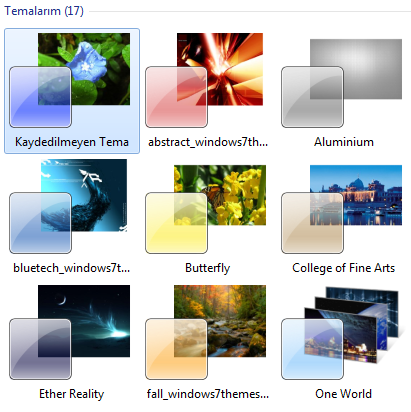 Temalarım (17)
Kaydedilmeyen Tema
abstract_windows7th...
Aluminium
bluetech_windows7t...
Butterfly
College of Fine Arts
Ether Reality
fall_windows7themes...
One World